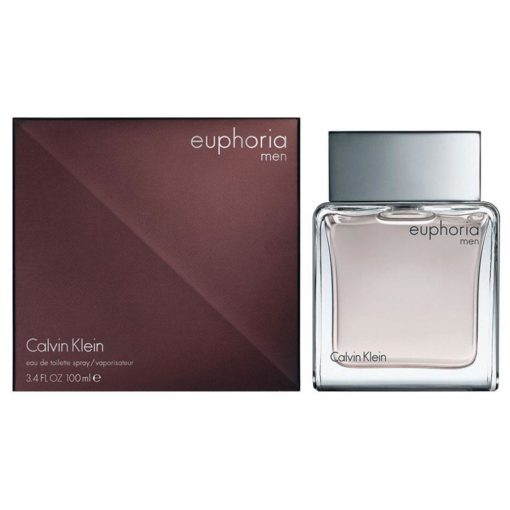 euphoria
men
Calvin Klein
eau de toilette spray/vaporisateur
3.4 FL OZ 100 ml ℮
euphoria
men
Calvin Klein